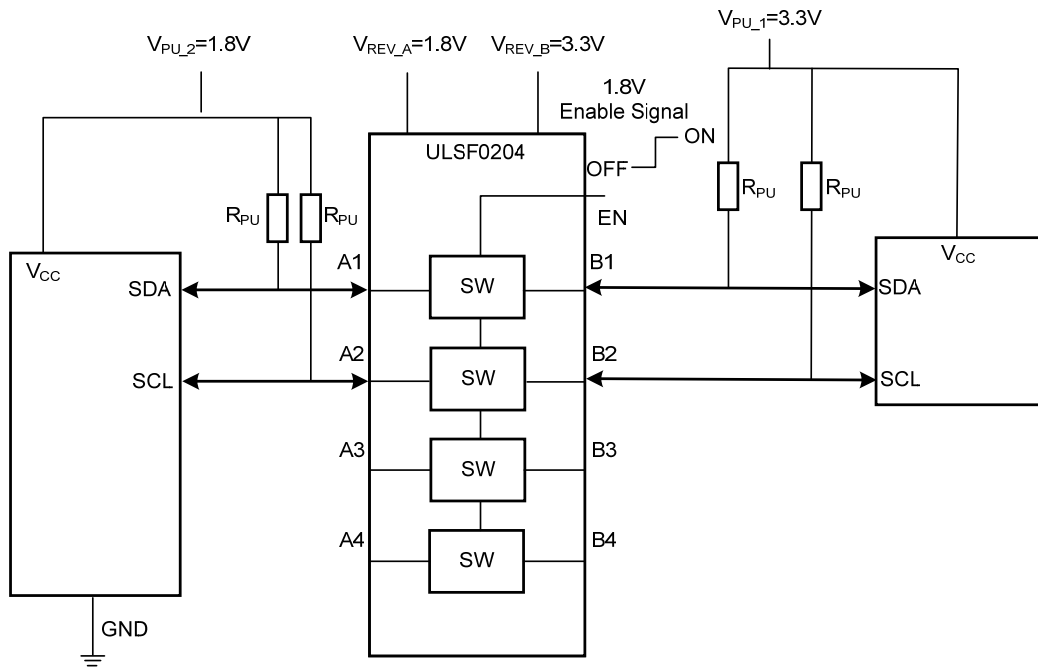 V_PU_2=1.8V
V_REV_A=1.8V
V_REV_B=3.3V
V_PU_1=3.3V
1.8V
Enable Signal
ON
OFF
ULSF0204
EN
R_PU
R_PU
R_PU
R_PU
V_CC
SDA
SCL
GND
A1
A2
A3
A4
SW
SW
SW
SW
B1
B2
B3
B4
V_CC
SDA
SCL